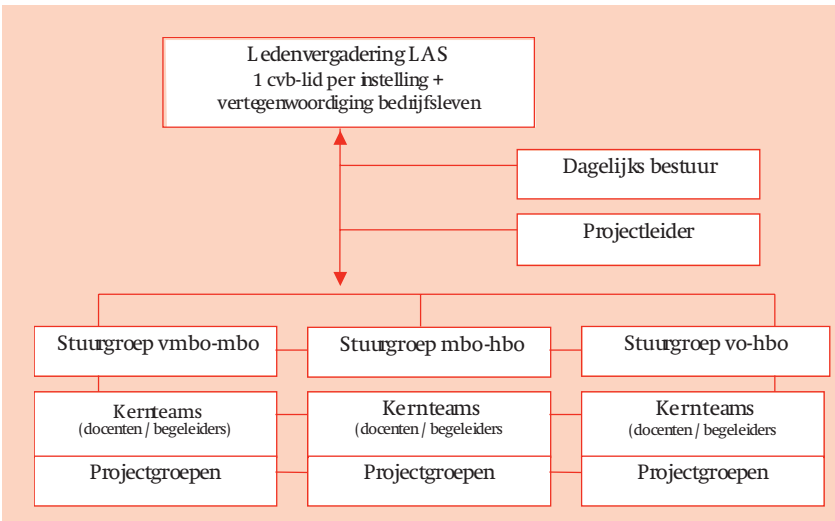 Ledenvergadering LAS
1 cvb-lid per instelling +
vertegenwoordiging bedrijfsleven
Dagelijks bestuur
Projectleider
Stuurgroep vmbo-mbo
Stuurgroep mbo-hbo
Stuurgroep vo-hbo
Kernteams
(docenten / begeleiders)
Kernteams
(docenten / begeleiders
Kernteams
(docenten / begeleiders
Projectgroepen
Projectgroepen
Projectgroepen